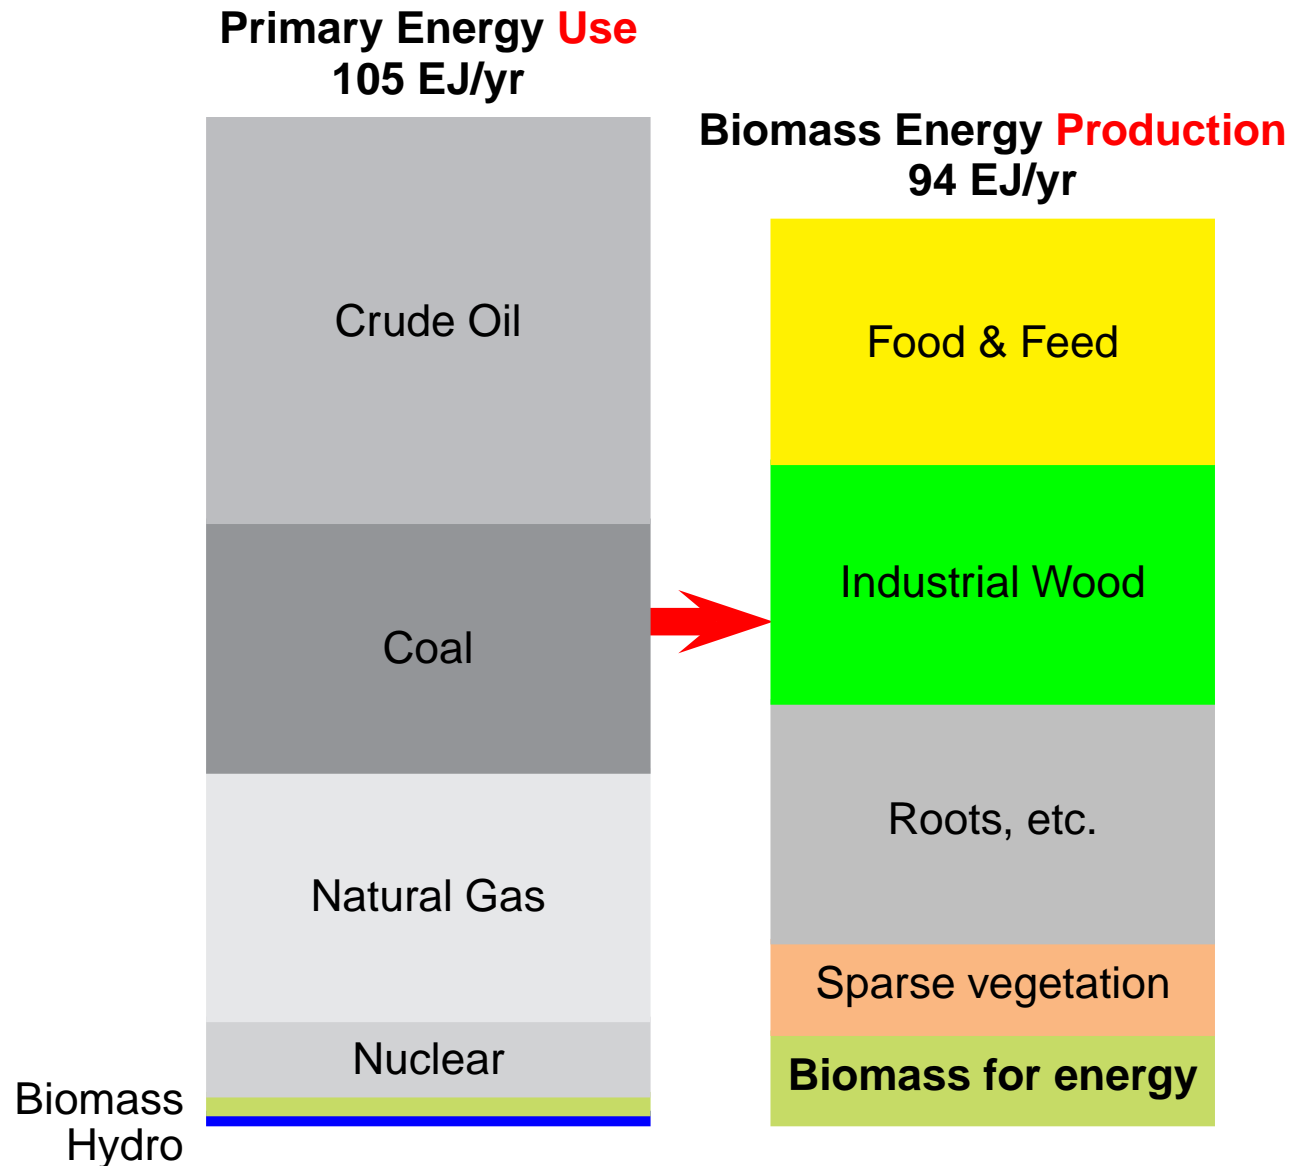 Primary Energy Use
105 EJ/yr
Biomass Energy Production
94 EJ/yr
Crude Oil
Coal
Natural Gas
Nuclear
Biomass
Hydro
Food & Feed
Industrial Wood
Roots, etc.
Sparse vegetation
Biomass for energy